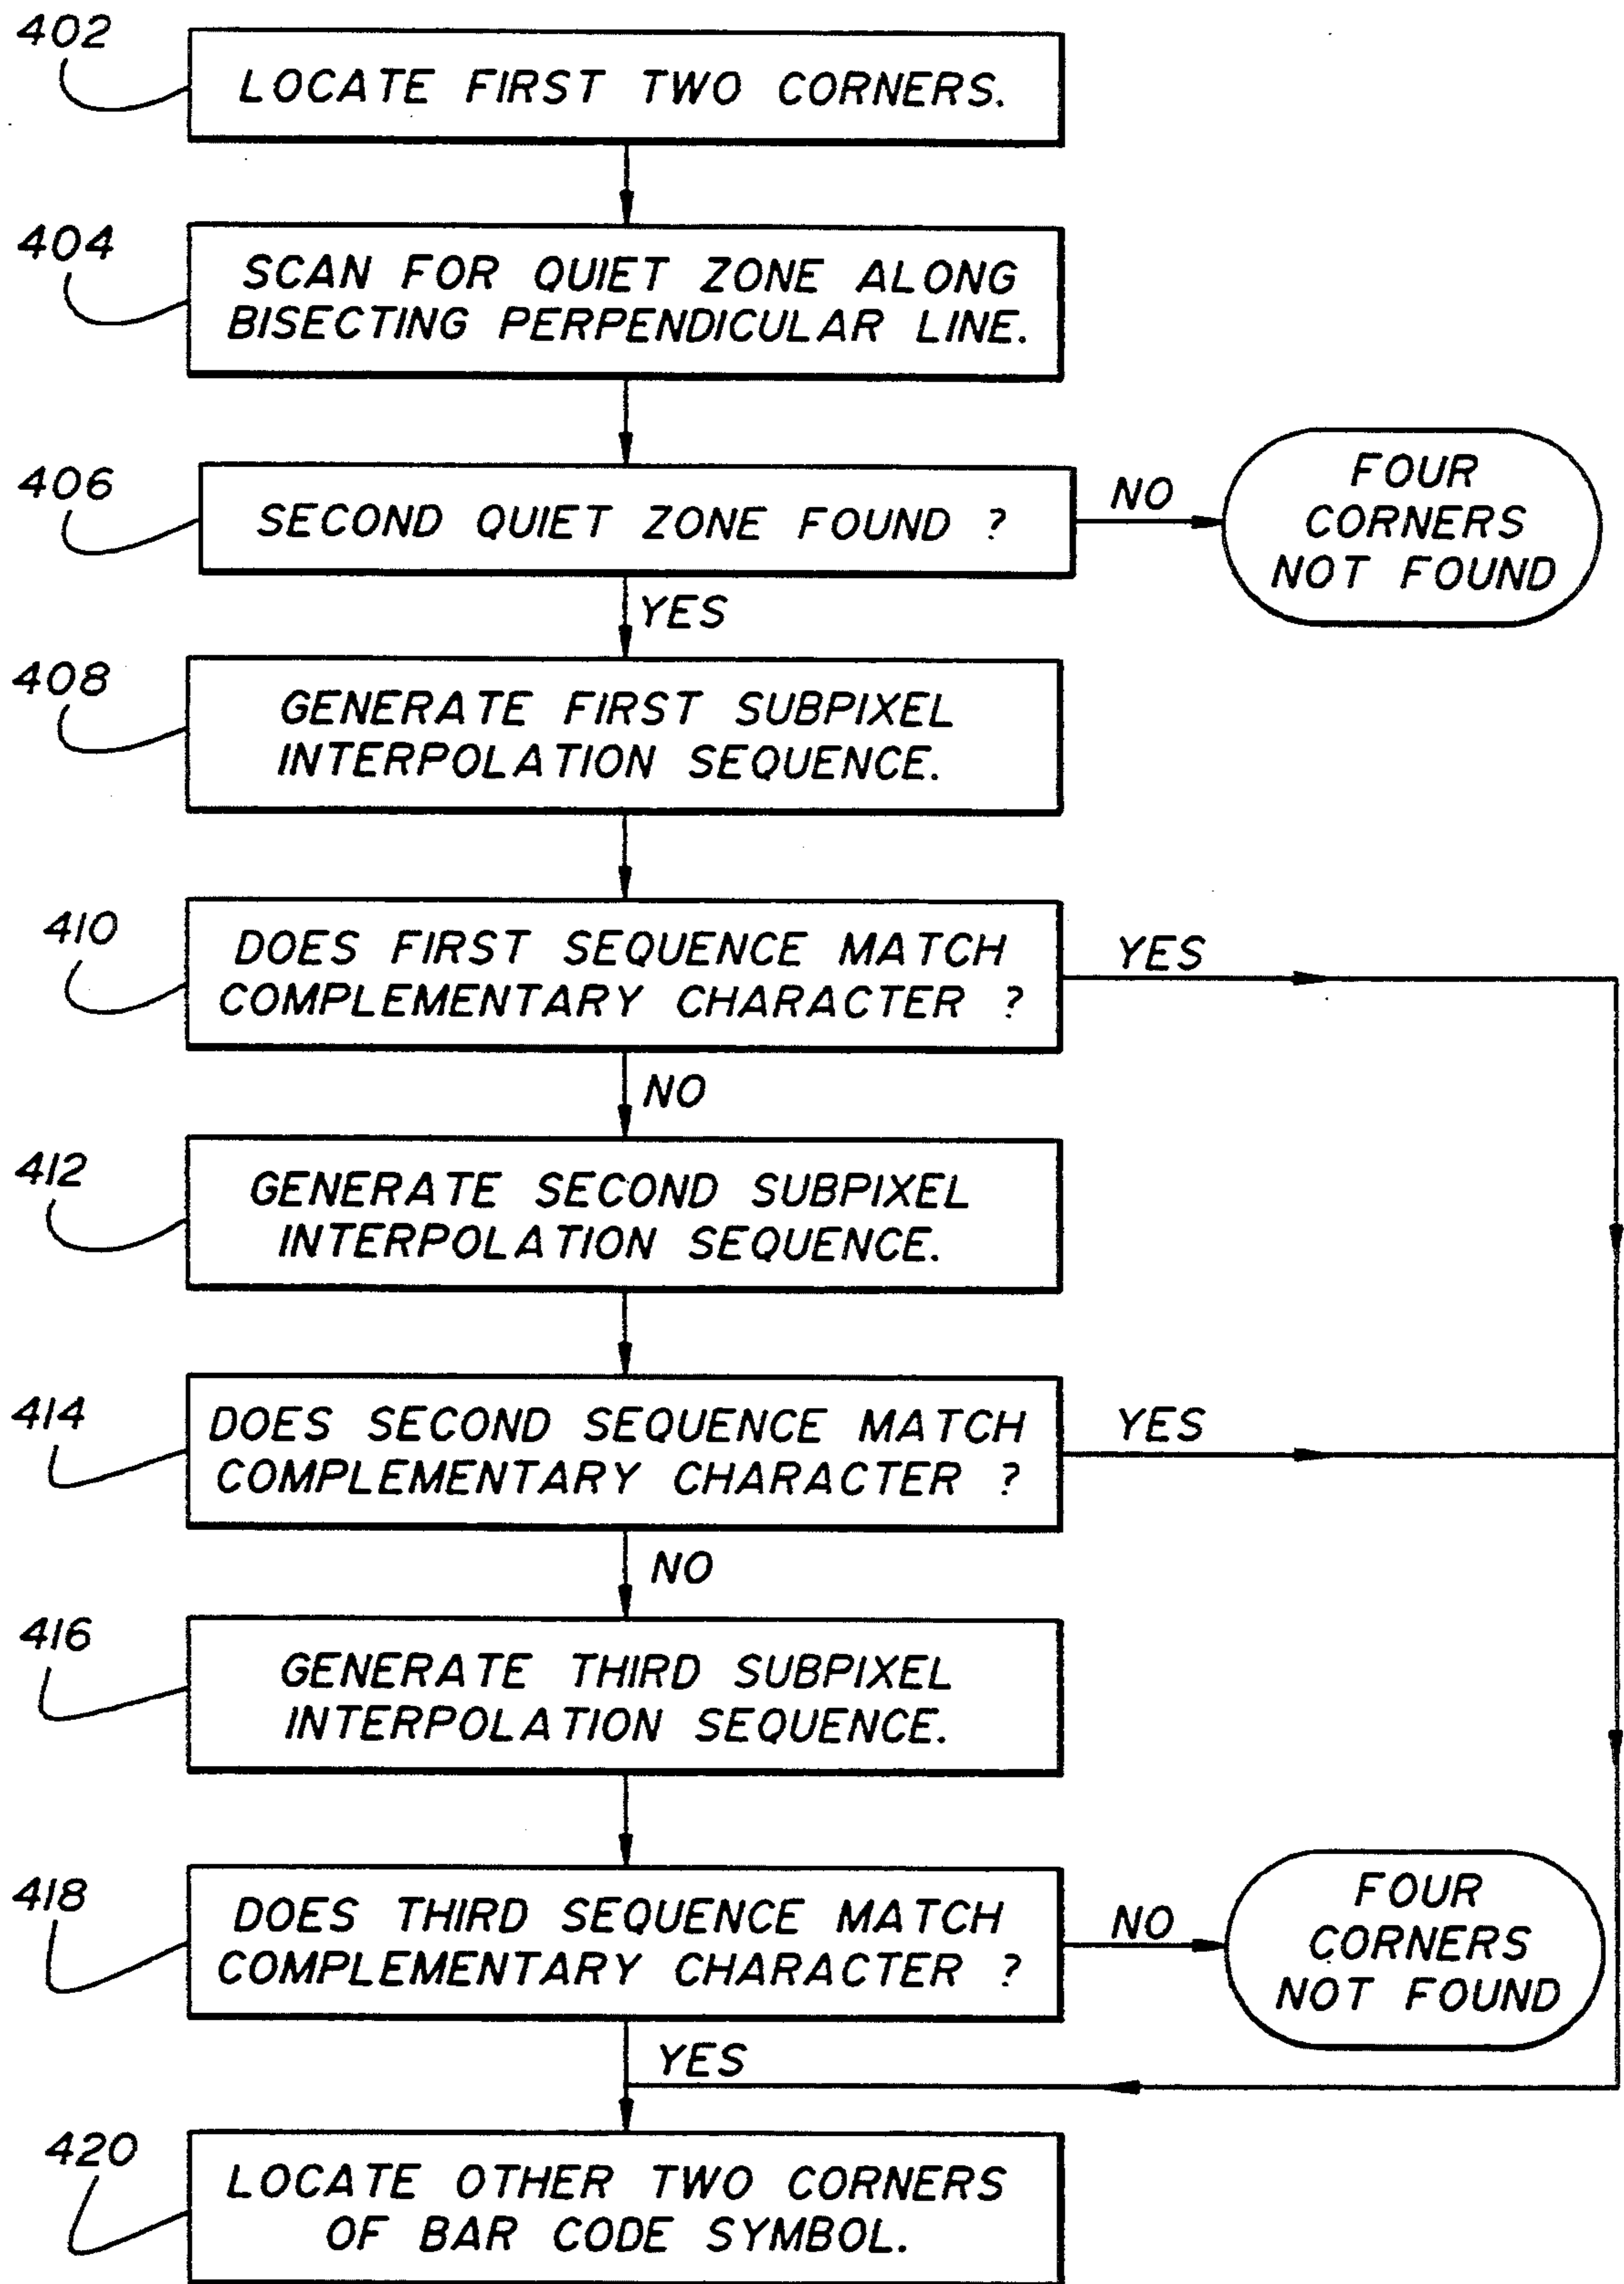 402
LOCATE FIRST TWO CORNERS.
404
SCAN FOR QUIET ZONE ALONG
BISECTING PERPENDICULAR LINE.
406
SECOND QUIET ZONE FOUND ?
NO
FOUR
CORNERS
NOT FOUND
YES
408
GENERATE FIRST SUBPIXEL
INTERPOLATION SEQUENCE.
410
DOES FIRST SEQUENCE MATCH
COMPLEMENTARY CHARACTER ?
YES
NO
412
GENERATE SECOND SUBPIXEL
INTERPOLATION SEQUENCE.
414
DOES SECOND SEQUENCE MATCH
COMPLEMENTARY CHARACTER ?
YES
NO
416
GENERATE THIRD SUBPIXEL
INTERPOLATION SEQUENCE.
418
DOES THIRD SEQUENCE MATCH
COMPLEMENTARY CHARACTER ?
NO
FOUR
CORNERS
NOT FOUND
YES
420
LOCATE OTHER TWO CORNERS
OF BAR CODE SYMBOL.